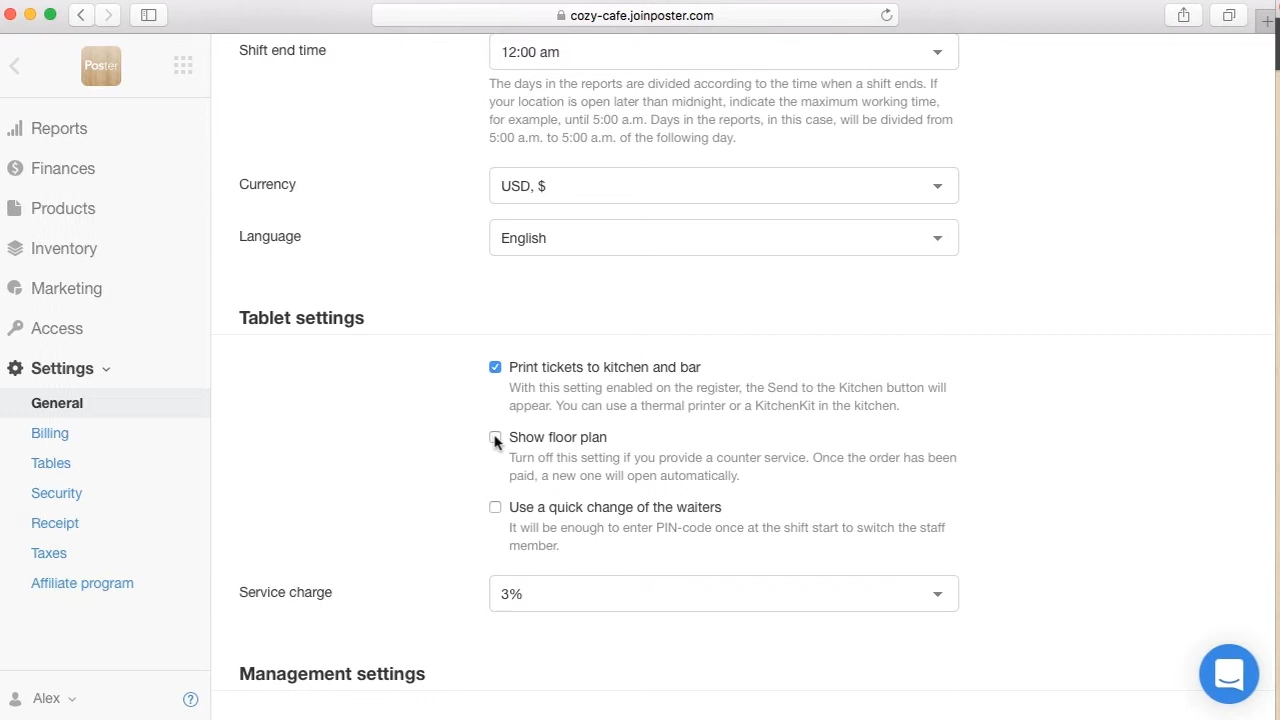 cozy-cafe.joinposter.com
Poster
Reports
Finances
Products
Inventory
Marketing
Access
Settings
General
Billing
Tables
Security
Receipt
Taxes
Affiliate program
Alex
?
Shift end time
12:00 am
The days in the reports are divided according to the time when a shift ends. If
your location is open later than midnight, indicate the maximum working time,
for example, until 5:00 a.m. Days in the reports, in this case, will be divided from
5:00 a.m. to 5:00 a.m. of the following day.
Currency
USD, $
Language
English
Tablet settings
Print tickets to kitchen and bar
With this setting enabled on the register, the Send to the Kitchen button will
appear. You can use a thermal printer or a KitchenKit in the kitchen.
Show floor plan
Turn off this setting if you provide a counter service. Once the order has been
paid, a new one will open automatically.
Use a quick change of the waiters
It will be enough to enter PIN-code once at the shift start to switch the staff
member.
Service charge
3%
Management settings